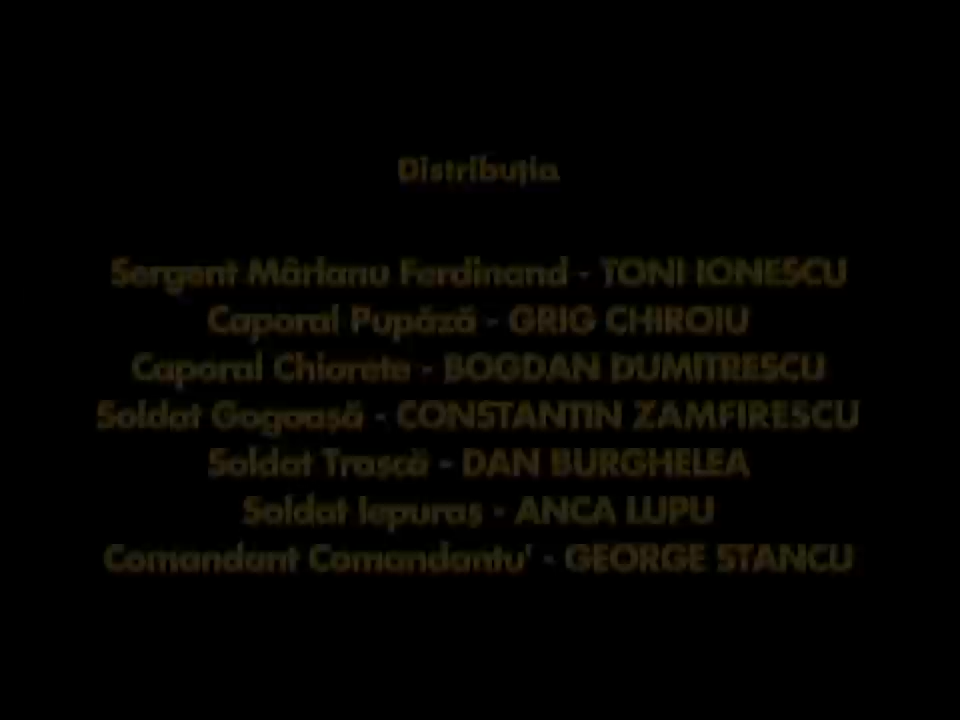 Distribuția
Sergent Mârlanu Ferdinand - TONI IONESCU
Caporal Pupăză - GRIG CHIROIU
Caporal Chiorete - BOGDAN DUMITRESCU
Soldat Gogoașă - CONSTANTIN ZAMFIRESCU
Soldat Trașcă - DAN BURGHELEA
Soldat Iepuraș - ANCA LUPU
Comandant Comandantu' - GEORGE STANCU